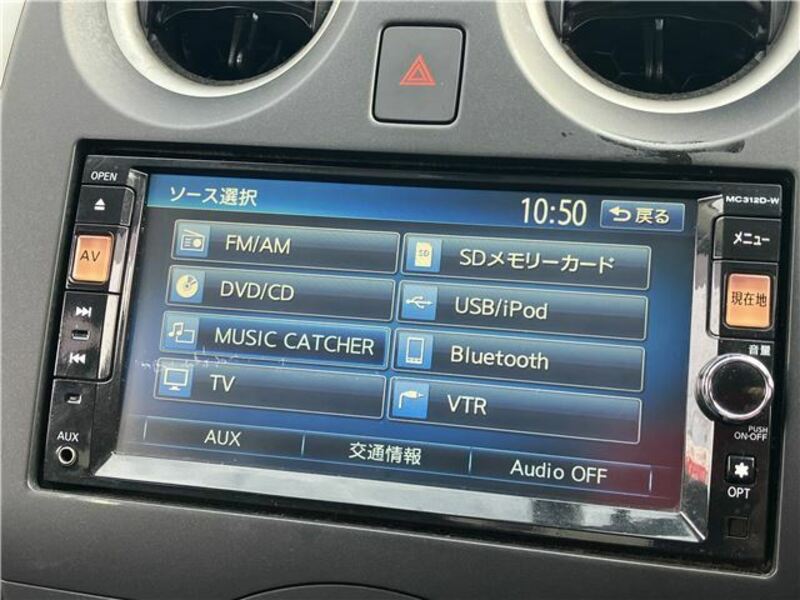 OPEN
MC312D-W
ソース選択
10:50
戻る
メニュー
AV
FM/AM
SDメモリーカード
SD
DVD/CD
USB/iPod
現在地
MUSIC CATCHER
Bluetooth
音量
TV
VTR
AUX
AUX
交通情報
Audio OFF
PUSH
ON·OFF
OPT